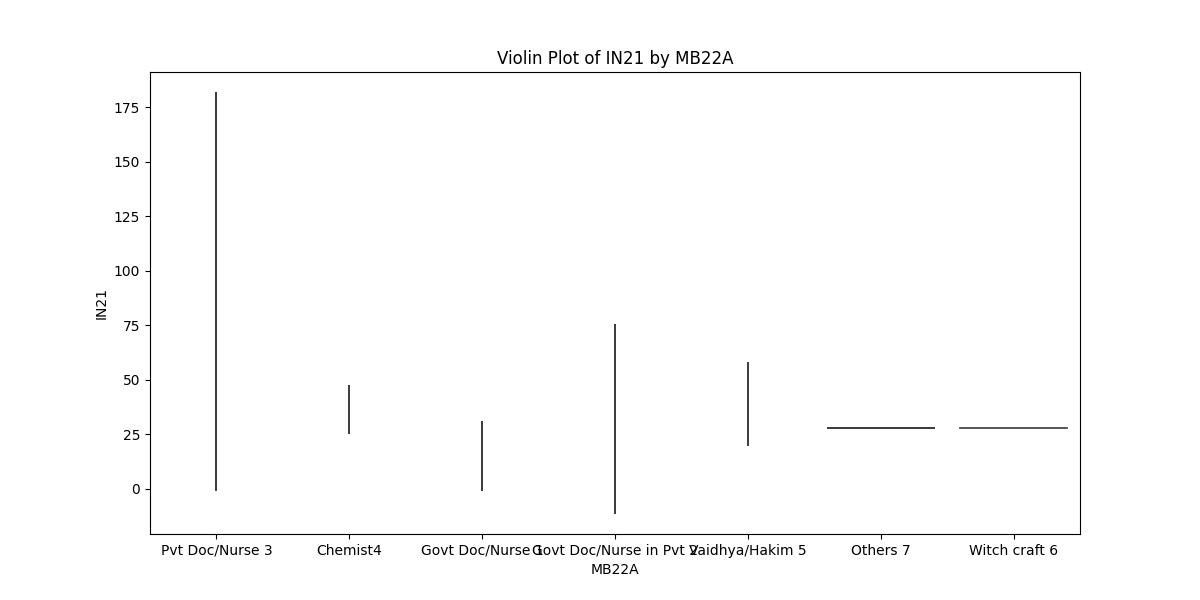 Violin Plot of IN21 by MB22A
175
150
125
100
75
50
25
0
IN21
Pvt Doc/Nurse 3 Chemist4 Govt Doc/Nurse 1 Govt Doc/Nurse in Pvt 2 Vaidhya/Hakim 5 Others 7 Witch craft 6
MB22A